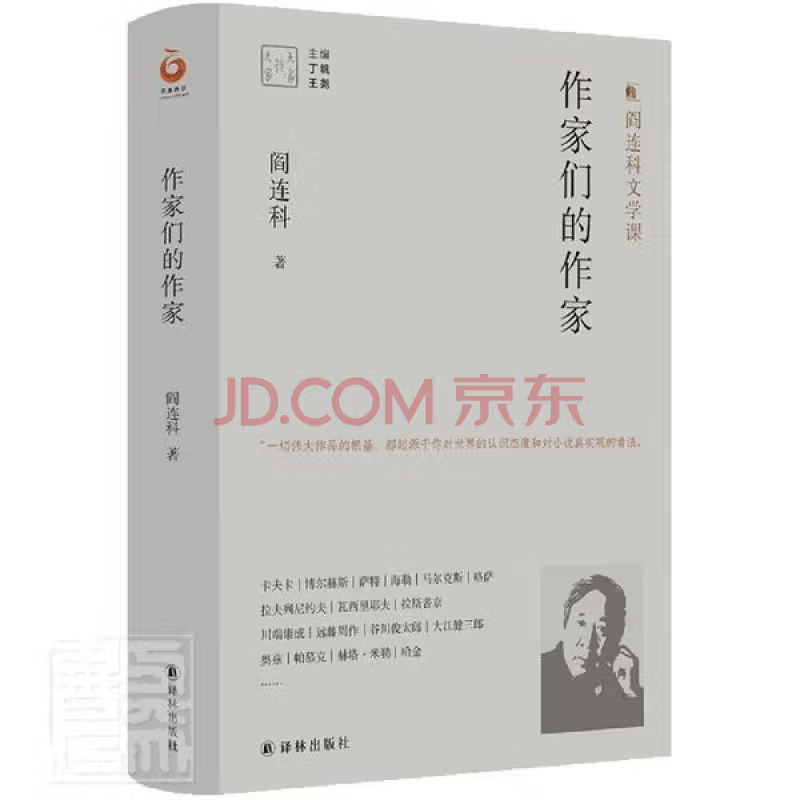 作家们的作家
阎连科
著
译林出版社
大家
读
大家
主编
丁帆
王尧
阎连科
著
作家们的作家
阎连科文学课
JD.COM 京东
“一切伟大作品的根基，都起源于你对世界的认识态度和对小说真实观的看法。
卡夫卡|博尔赫斯|萨特|海勒|马尔克斯|略萨
拉夫列尼约夫|瓦西里耶夫|拉斯普京
川端康成|远藤周作|谷川俊太郎|大江健三郎
奥兹|帕慕克|赫塔·米勒|哈金
……
译林出版社